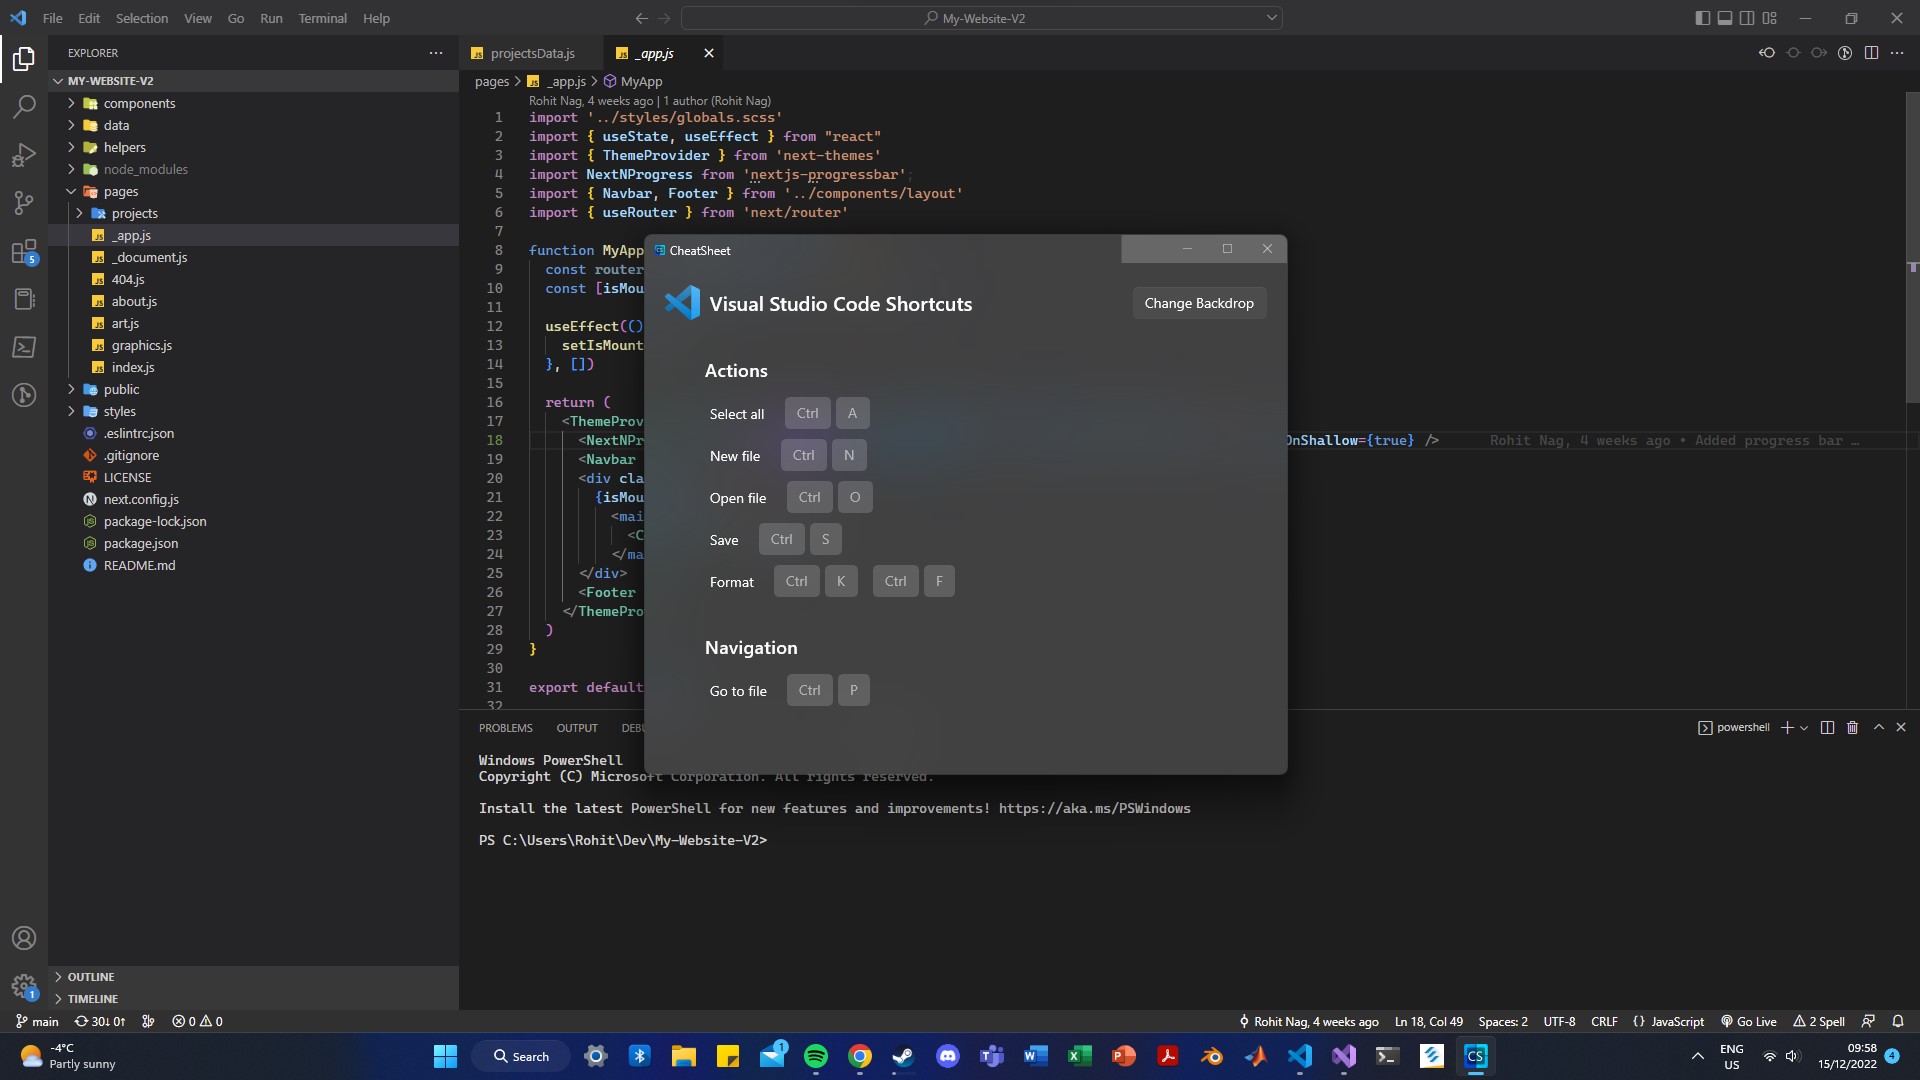 File Edit Selection View Go Run Terminal Help
My-Website-V2
EXPLORER
MY-WEBSITE-V2
components
data
helpers
node_modules
pages
projects
_app.js
_document.js
404.js
about.js
art.js
graphics.js
index.js
public
styles
.eslintrc.json
.gitignore
LICENSE
next.config.js
package-lock.json
package.json
README.md
OUTLINE
TIMELINE
5
1
projectsData.js
_app.js
pages > _app.js > MyApp
Rohit Nag, 4 weeks ago | 1 author (Rohit Nag)
1 import '../styles/globals.scss'
2 import { useState, useEffect } from "react"
3 import { ThemeProvider } from 'next-themes'
4 import NextNProgress from 'nextjs-progressbar';
5 import { Navbar, Footer } from '../components/layout'
6 import { useRouter } from 'next/router'
7
8 function MyApp
9 const router
10 const [isMou
11
12 useEffect(()
13 setIsMount
14 }, [])
15
16 return (
17 <ThemeProv
18 <NextNPr OnShallow={true} /> Rohit Nag, 4 weeks ago • Added progress bar …
19 <Navbar
20 <div cla
21 {isMou
22 <mai
23 <C
24 </ma
25 </div>
26 <Footer
27 </ThemePro
28 )
29 }
30
31 export default
32
CheatSheet
Visual Studio Code Shortcuts
Change Backdrop
Actions
Select all Ctrl A
New file Ctrl N
Open file Ctrl O
Save Ctrl S
Format Ctrl K Ctrl F
Navigation
Go to file Ctrl P
PROBLEMS OUTPUT DEBU
powershell
Windows PowerShell
Copyright (C) Microsoft Corporation. All rights reserved.
Install the latest PowerShell for new features and improvements! https://aka.ms/PSWindows
PS C:\Users\Rohit\Dev\My-Website-V2>
main 30↓ 0↑ 0 0
Rohit Nag, 4 weeks ago Ln 18, Col 49 Spaces: 2 UTF-8 CRLF {} JavaScript Go Live 2 Spell
-4°C
Partly sunny
Search
1
CS
ENG
US
09:58
15/12/2022
4